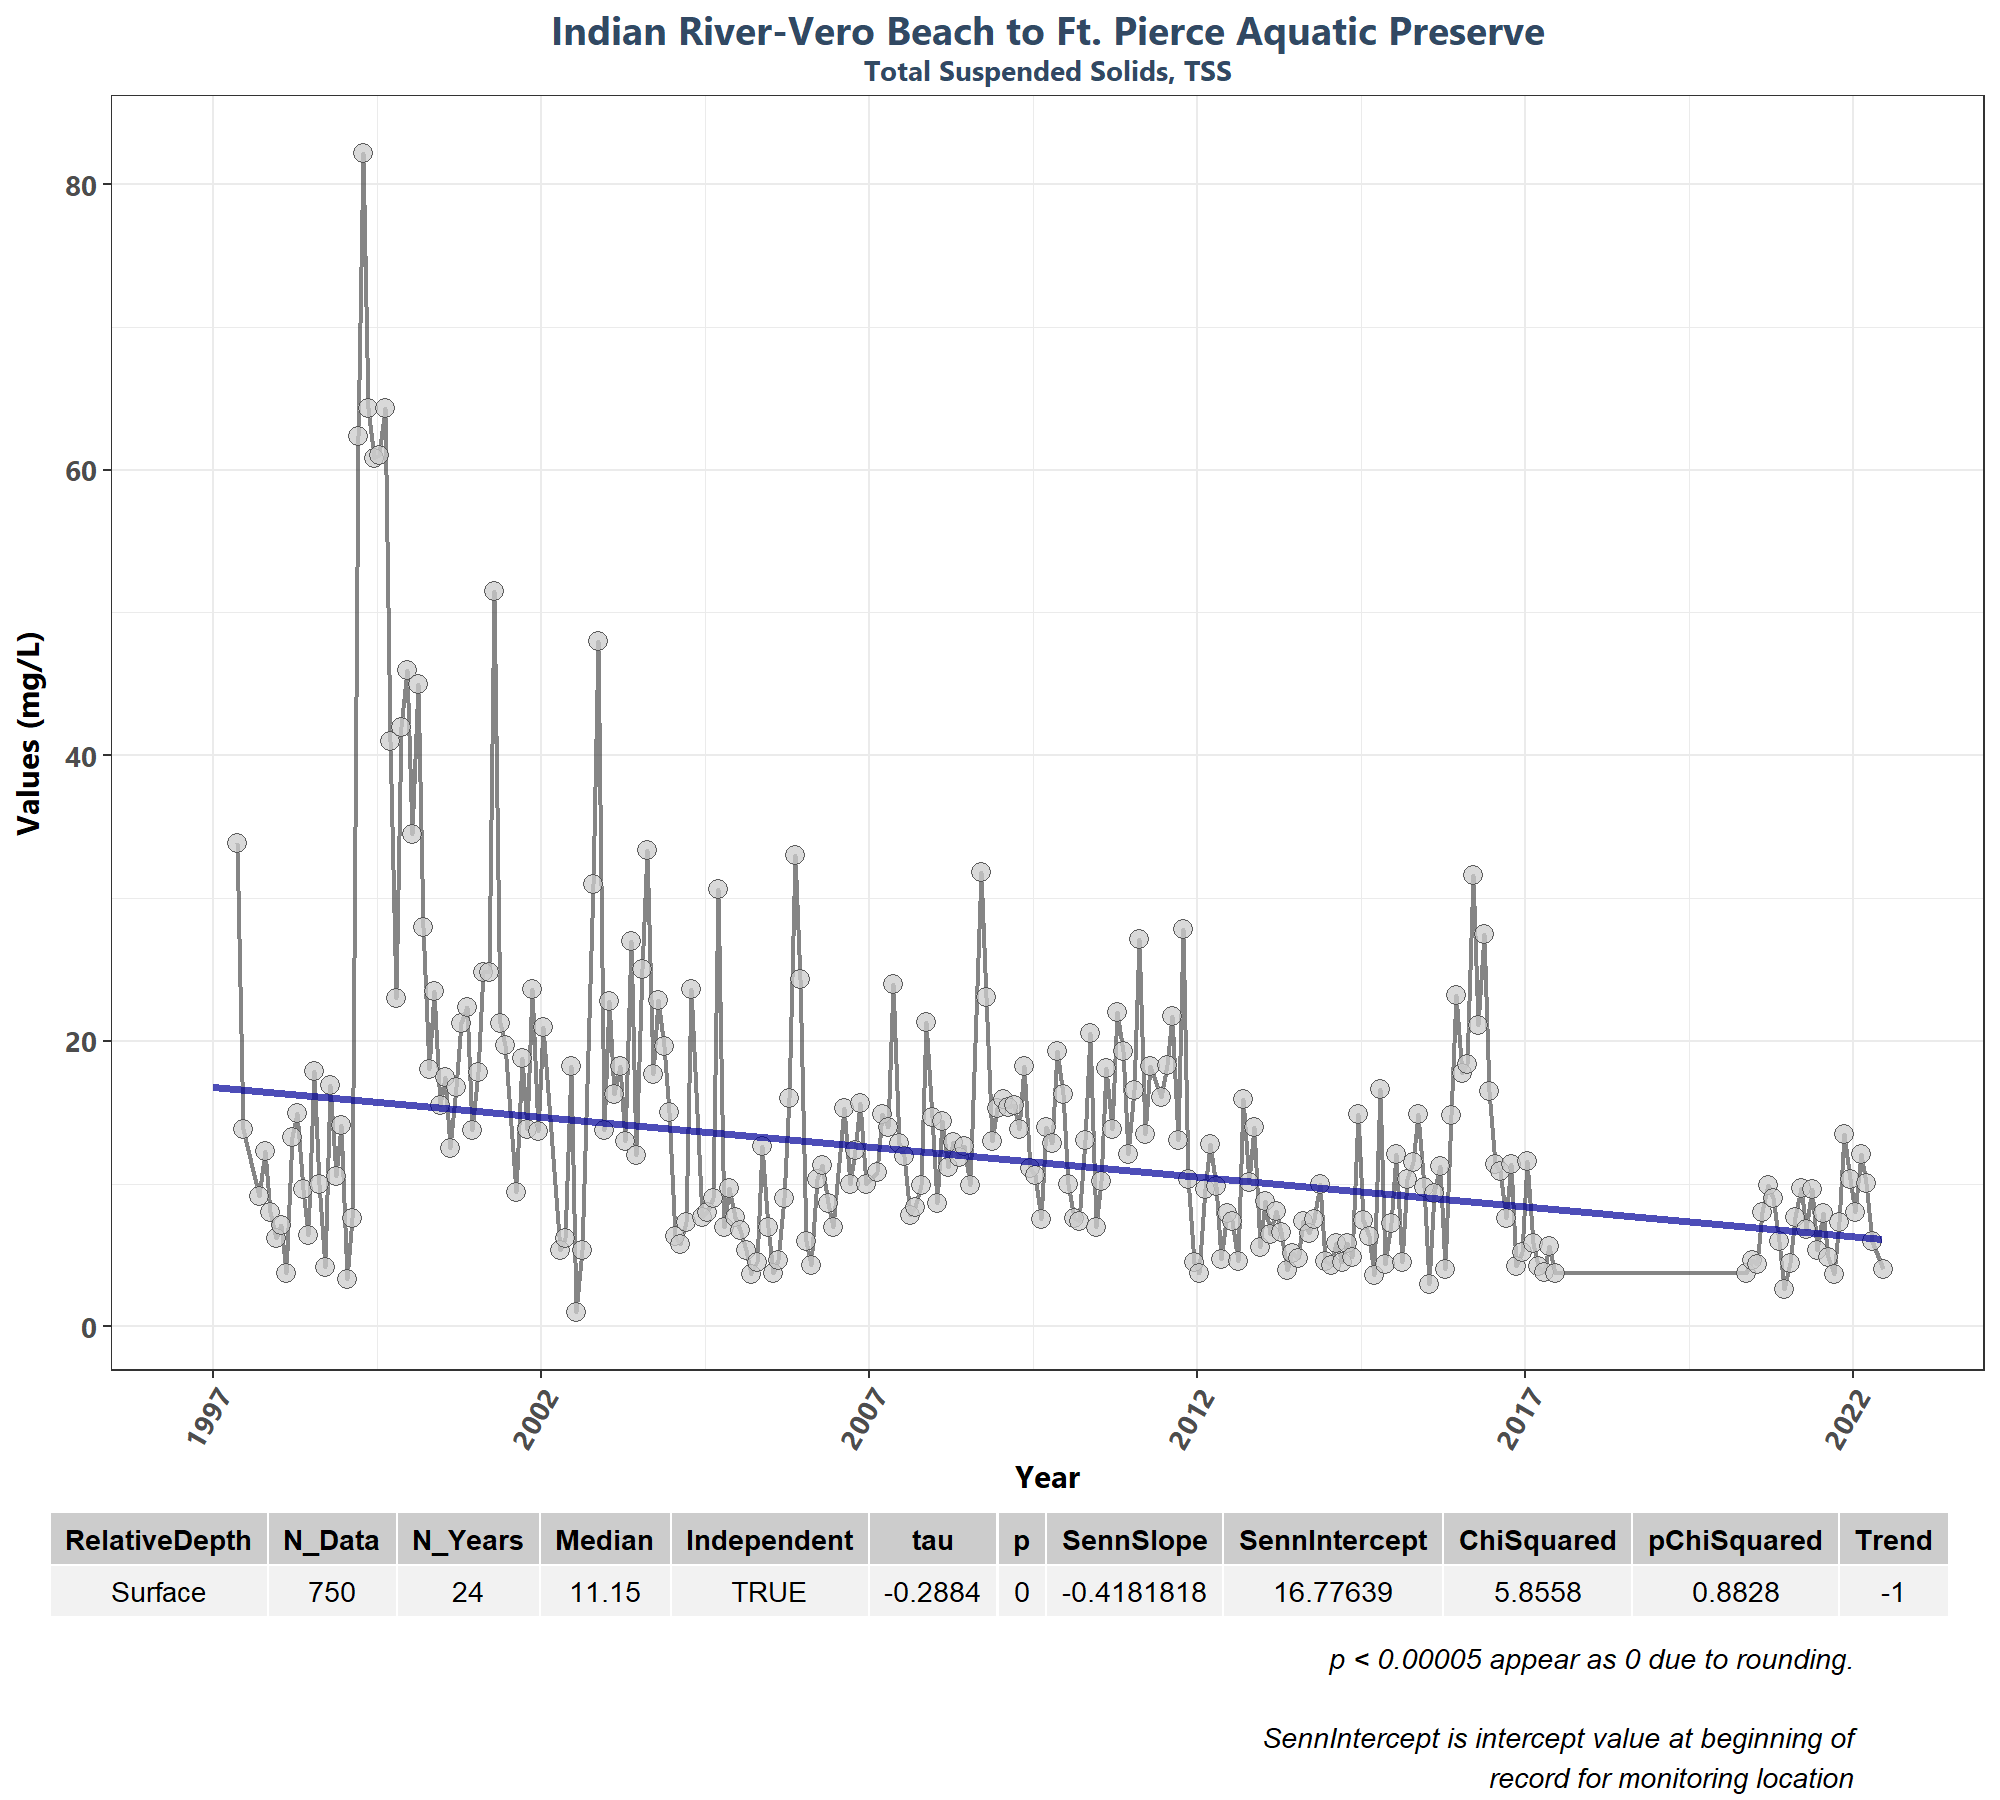 Indian River-Vero Beach to Ft. Pierce Aquatic Preserve
Total Suspended Solids, TSS
Values (mg/L)
80
60
40
20
0
1997
2002
2007
2012
2017
2022
Year
RelativeDepth N_Data N_Years Median Independent tau p SennSlope SennIntercept ChiSquared pChiSquared Trend
Surface 750 24 11.15 TRUE -0.2884 0 -0.4181818 16.77639 5.8558 0.8828 -1
p < 0.00005 appear as 0 due to rounding.
SennIntercept is intercept value at beginning of
record for monitoring location